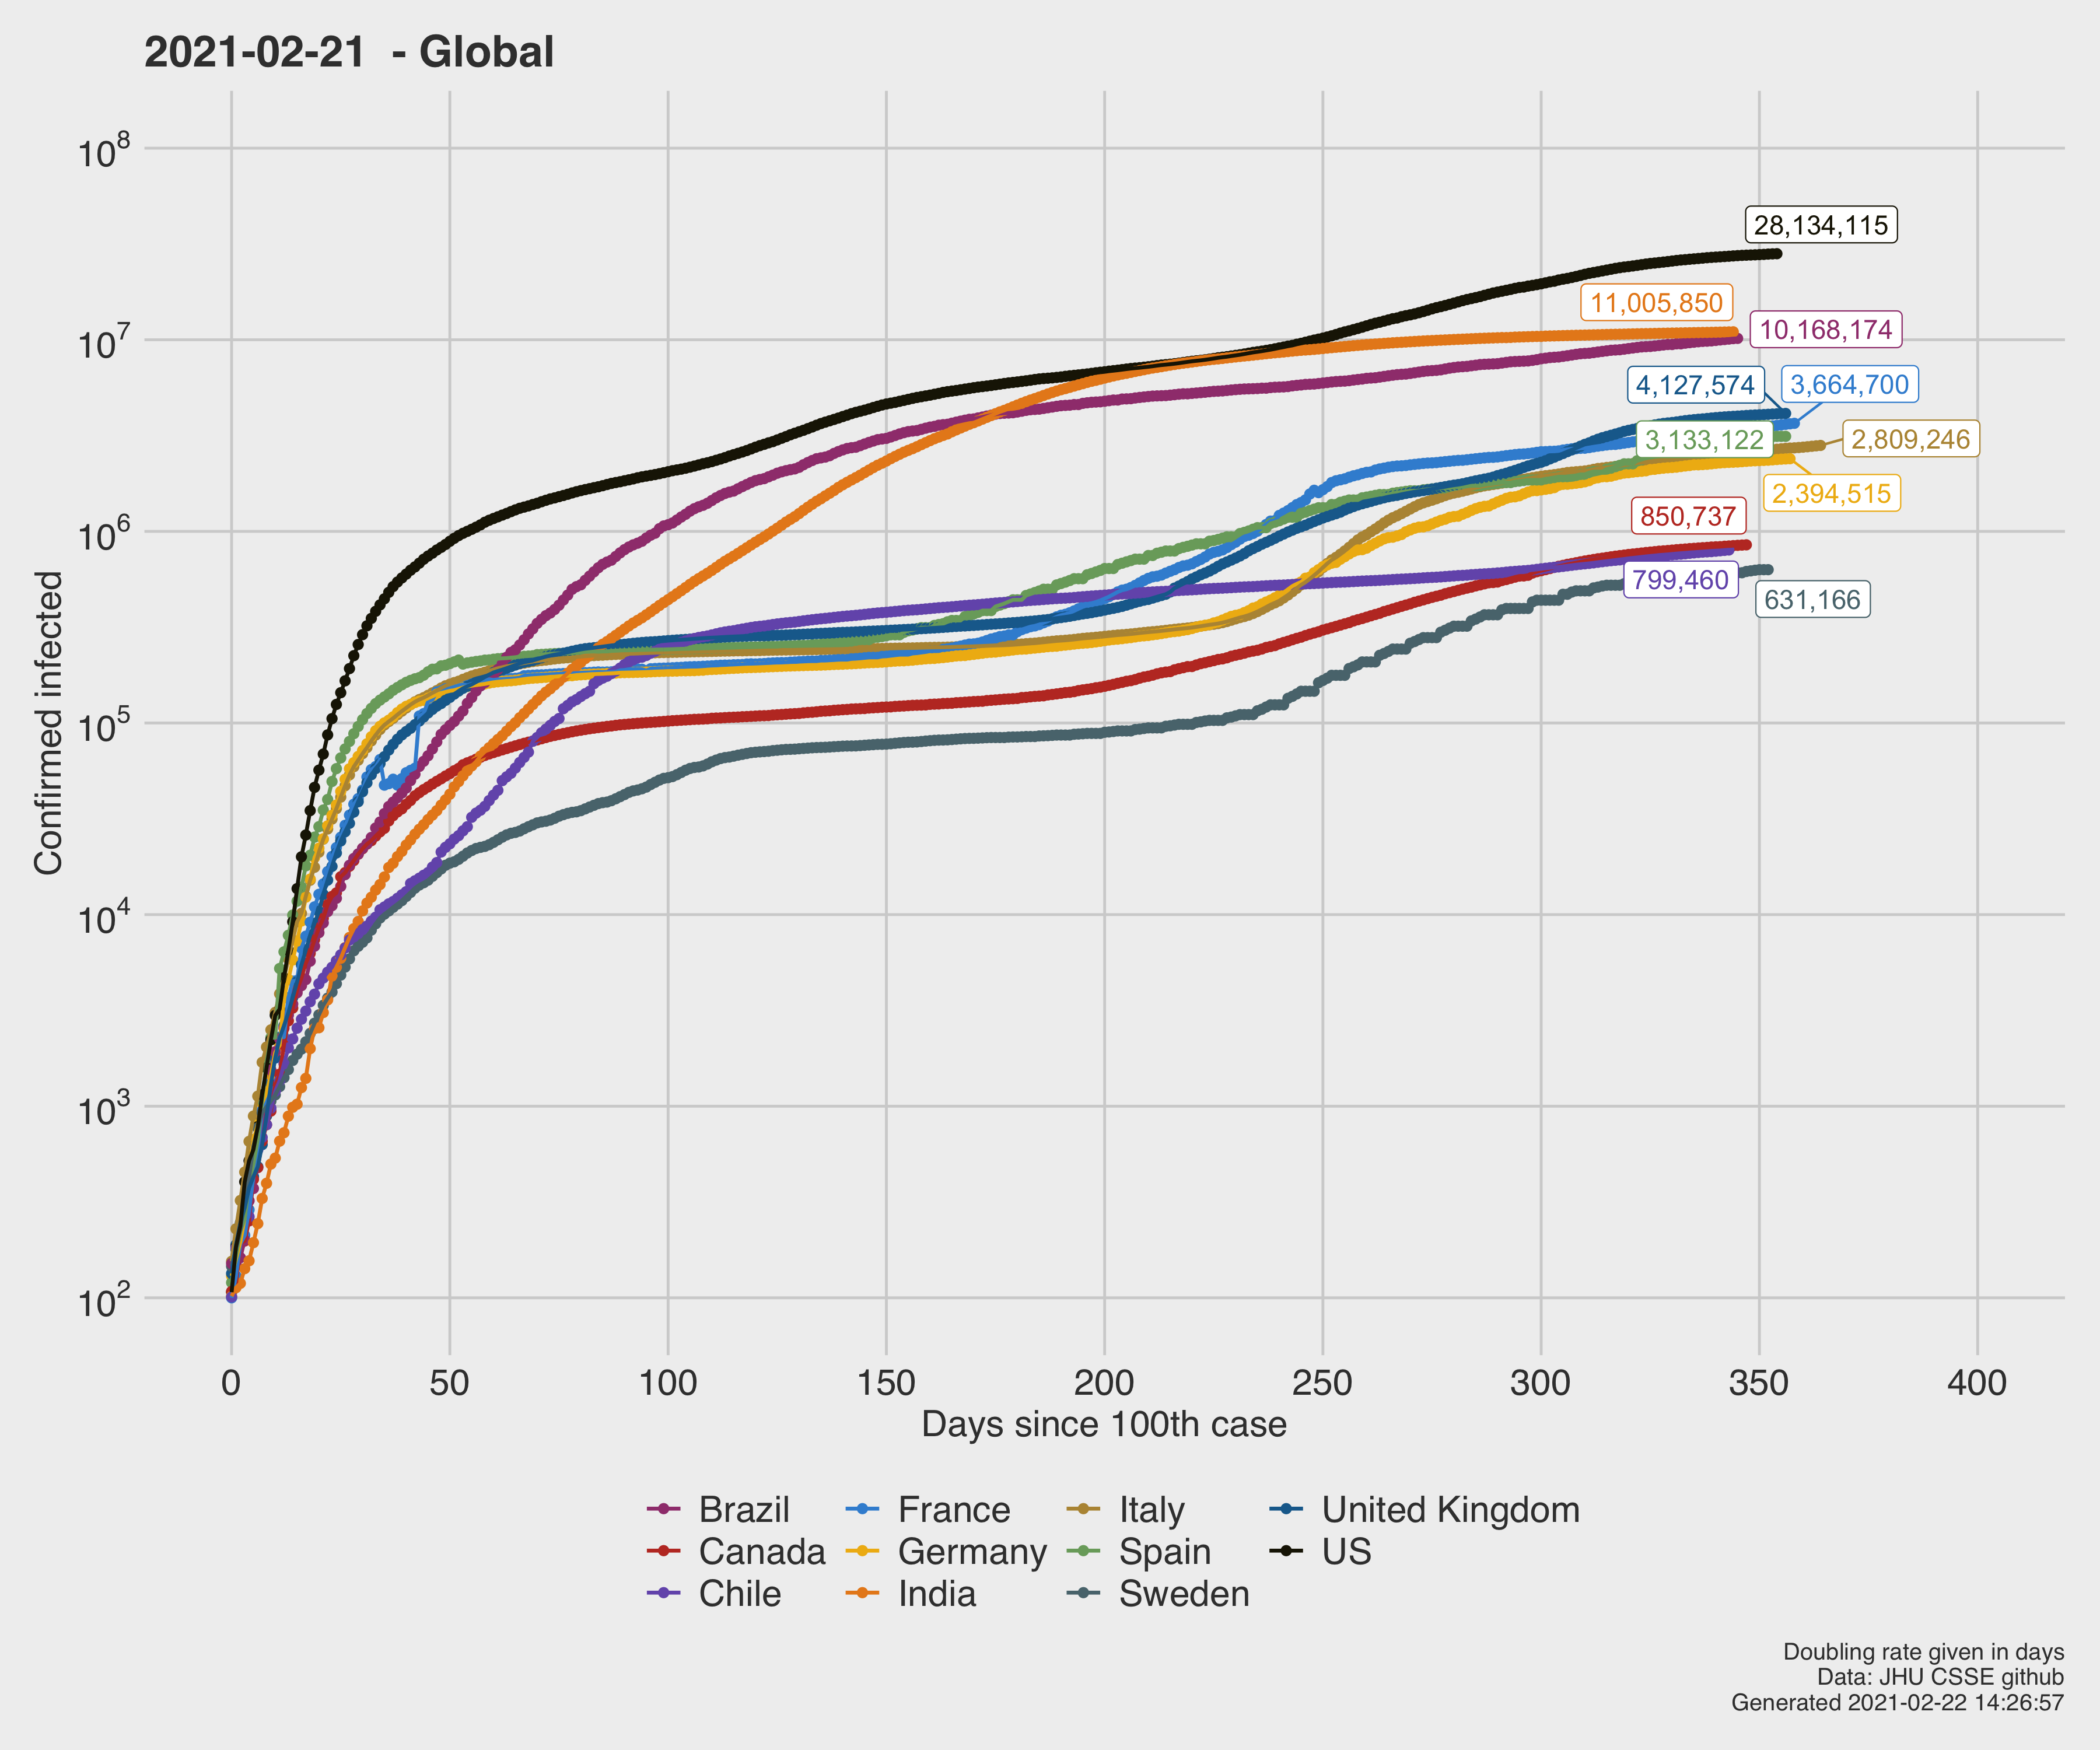 2021-02-21 - Global
Confirmed infected
10^8
10^7
10^6
10^5
10^4
10^3
10^2
28,134,115
11,005,850
10,168,174
4,127,574
3,664,700
3,133,122
2,809,246
2,394,515
850,737
799,460
631,166
0 50 100 150 200 250 300 350 400
Days since 100th case
Brazil France Italy United Kingdom
Canada Germany Spain US
Chile India Sweden
Doubling rate given in days
Data: JHU CSSE github
Generated 2021-02-22 14:26:57